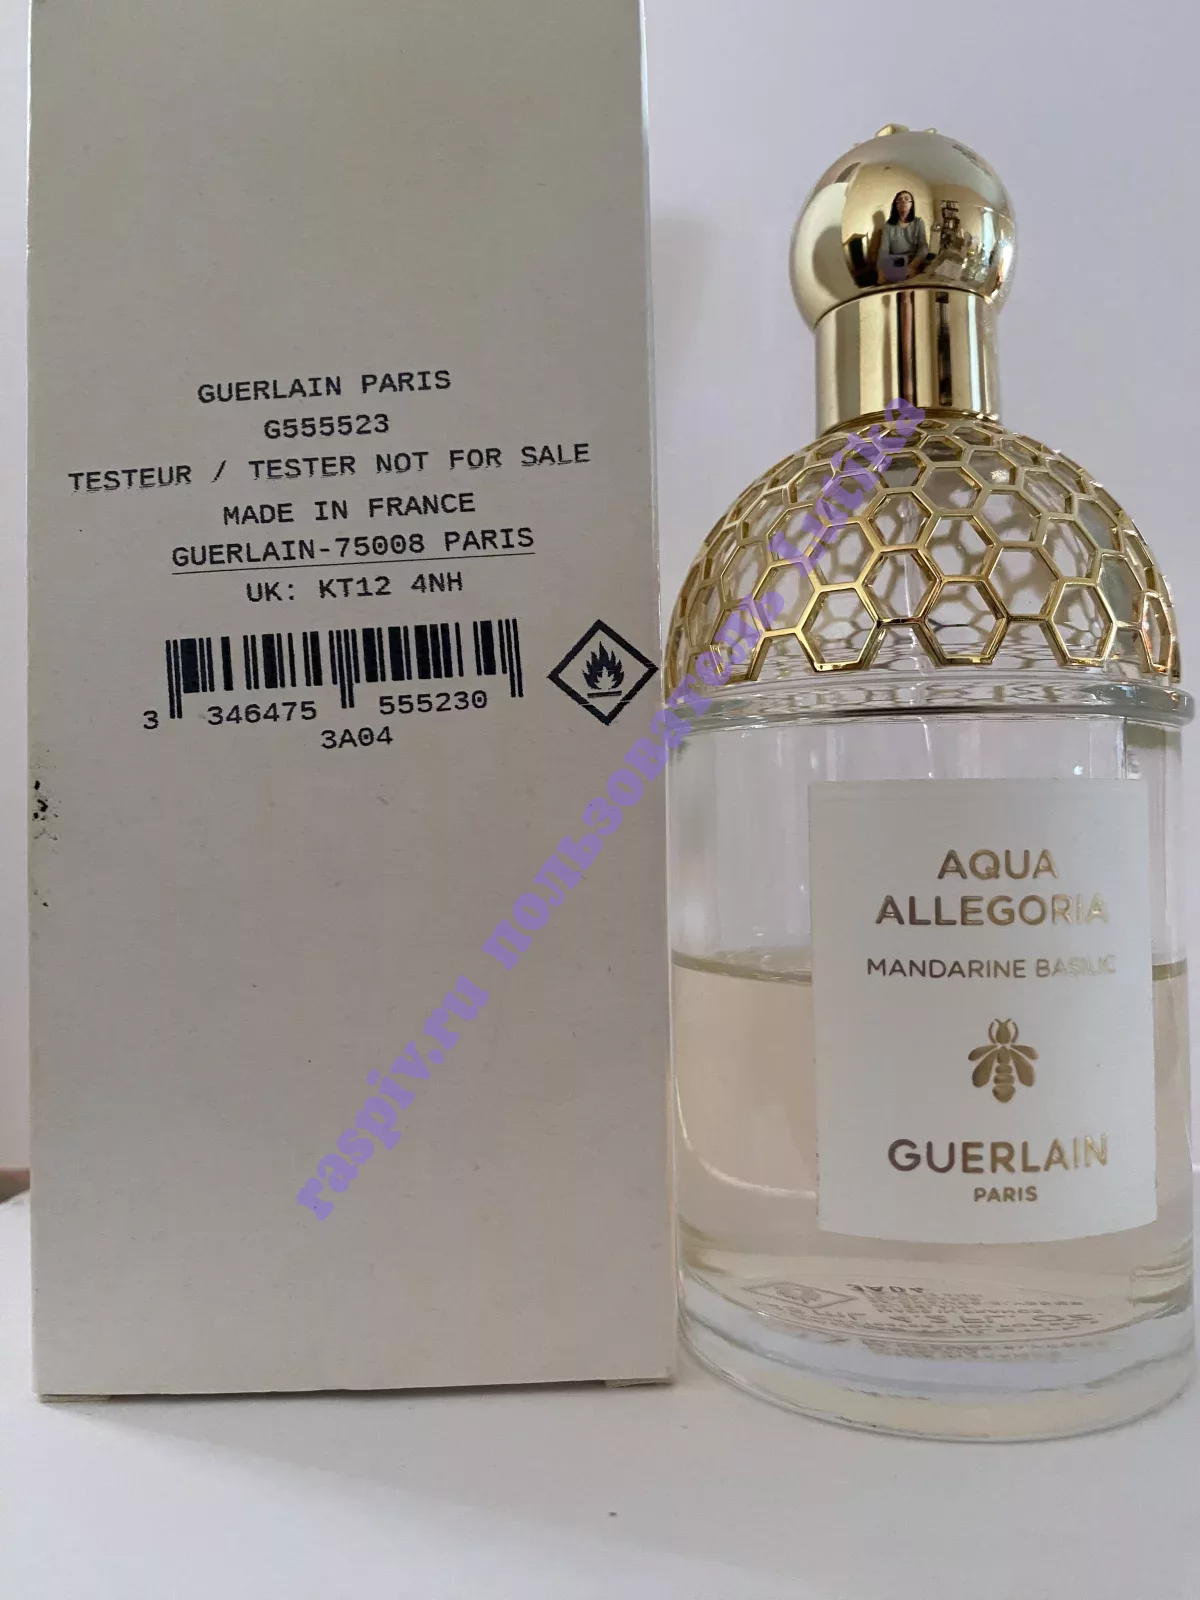 GUERLAIN PARIS
G555523
TESTEUR / TESTER NOT FOR SALE
MADE IN FRANCE
GUERLAIN-75008 PARIS
UK: KT12 4NH
3 346475 555230
3A04
AQUA
ALLEGORIA
MANDARINE BASILIC
GUERLAIN
PARIS
3A04
raspiv.ru пользователь